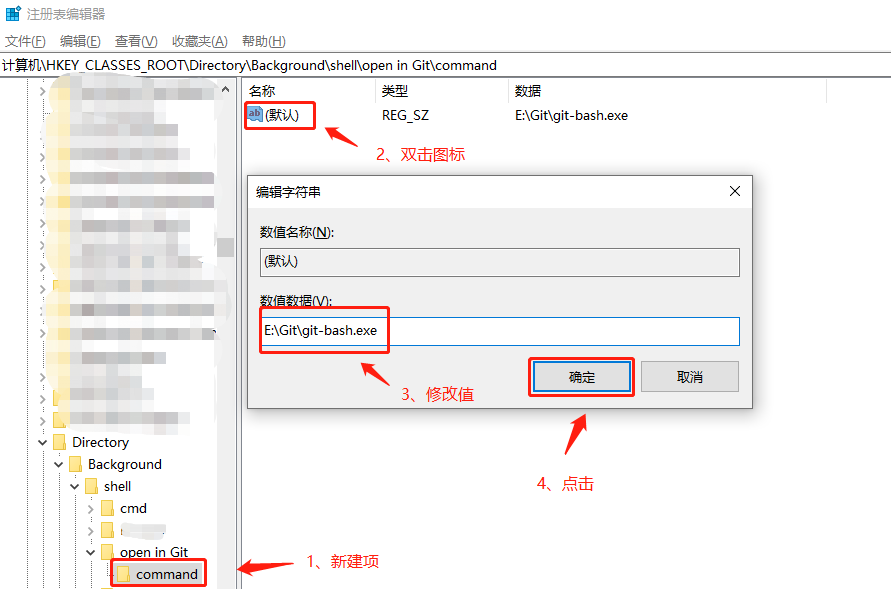 注册表编辑器
文件(F) 编辑(E) 查看(V) 收藏夹(A) 帮助(H)
计算机\HKEY_CLASSES_ROOT\Directory\Background\shell\open in Git\command
名称 类型 数据
ab (默认) REG_SZ E:\Git\git-bash.exe
2、双击图标
编辑字符串
数值名称(N):
(默认)
数值数据(V):
E:\Git\git-bash.exe
确定 取消
3、修改值
4、点击
Directory
Background
shell
cmd
open in Git
1、新建项
command